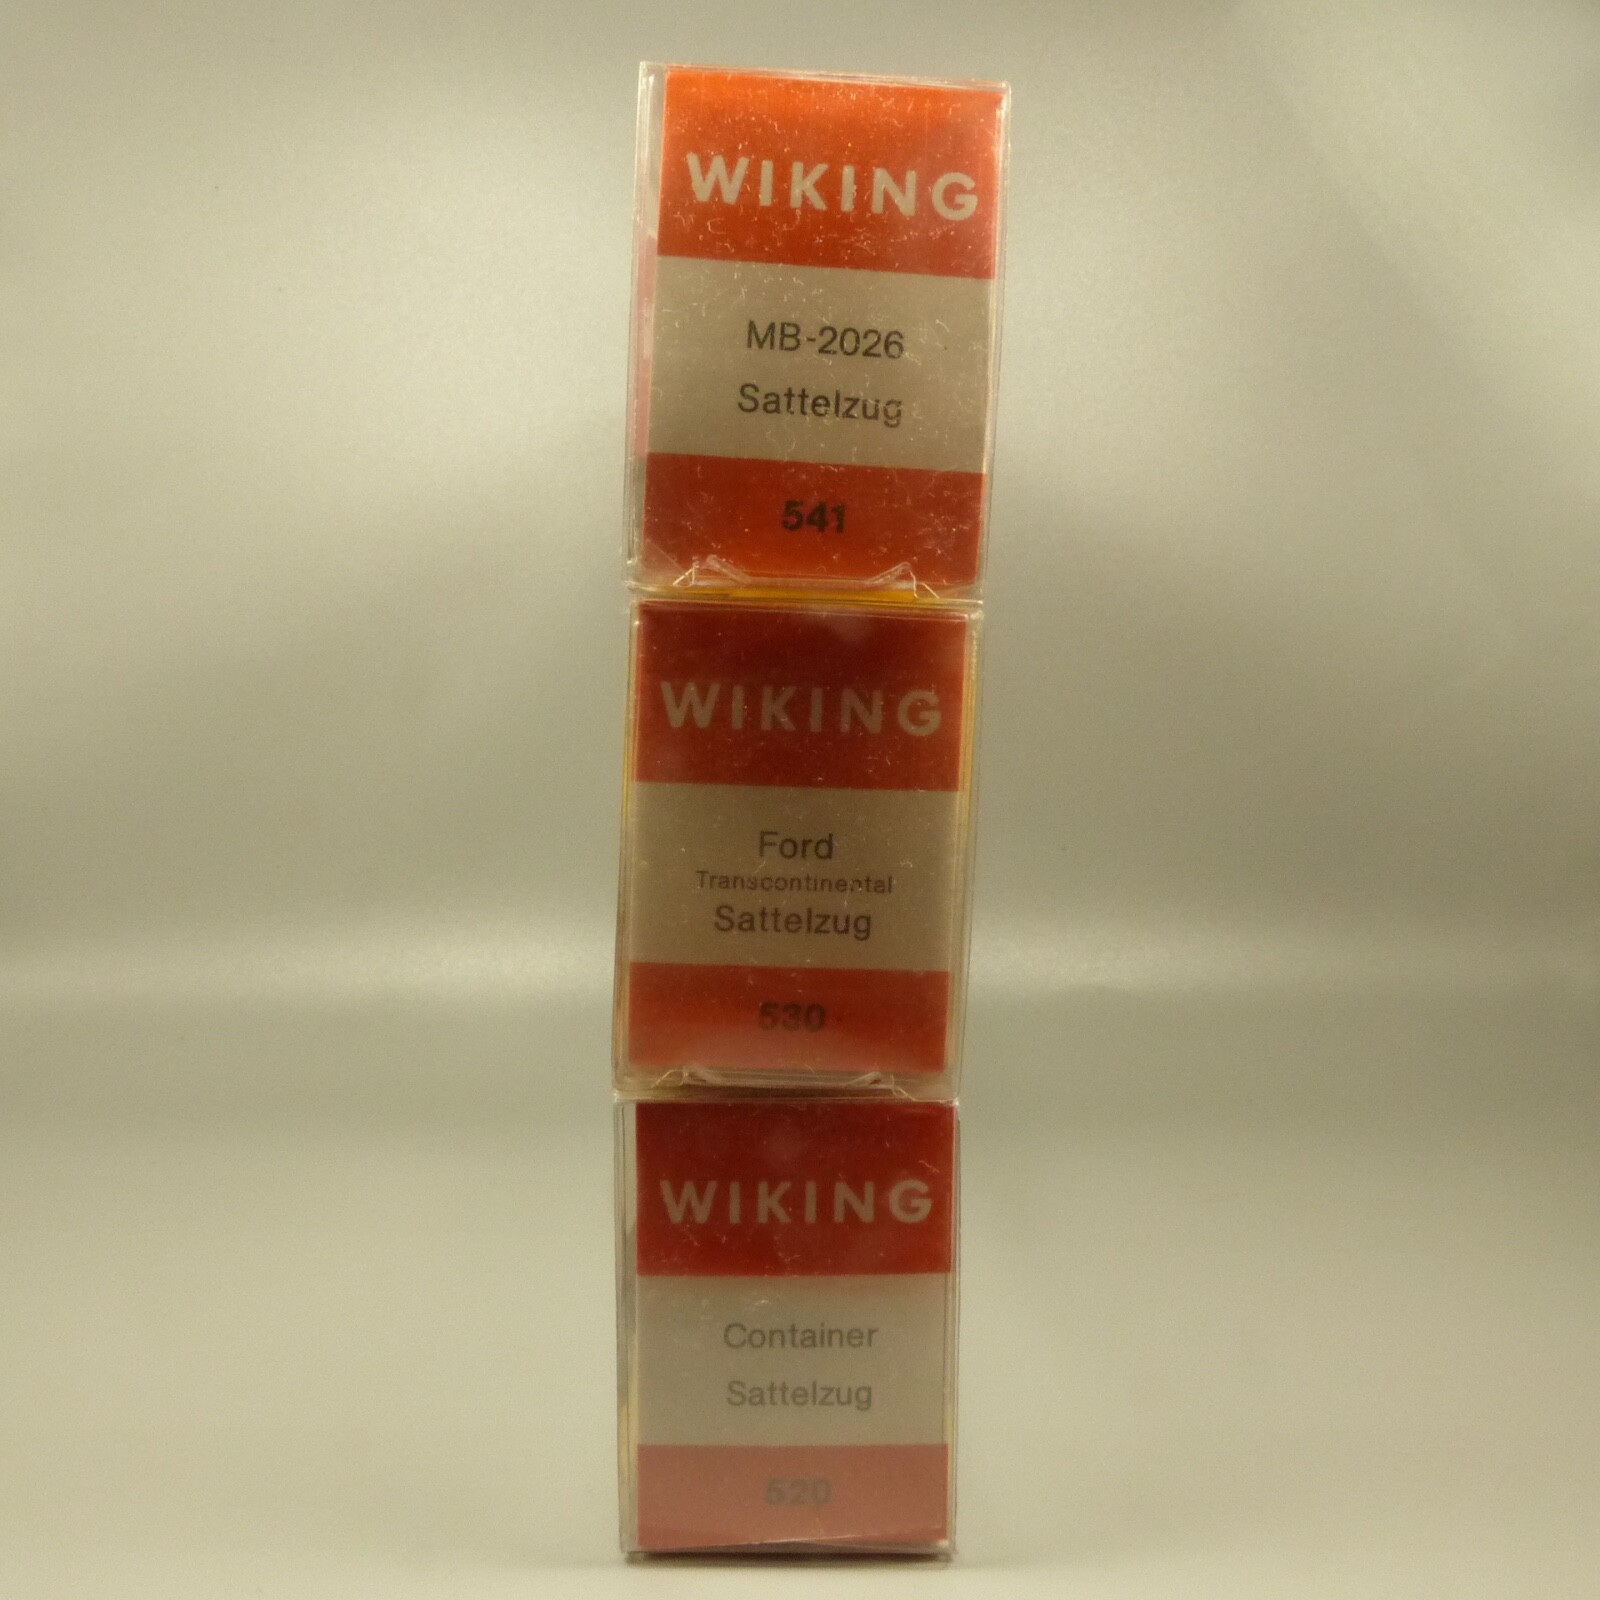 WIKING
MB-2026
Sattelzug
541
WIKING
Ford
Transcontinental
Sattelzug
530
WIKING
Container
Sattelzug
520